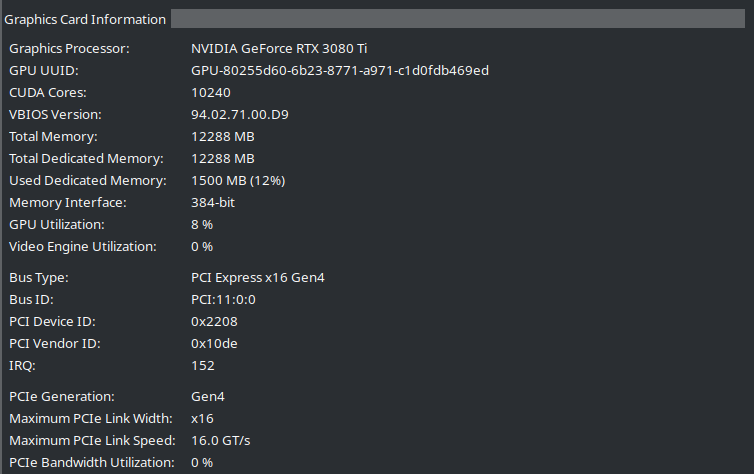 Graphics Card Information
Graphics Processor: NVIDIA GeForce RTX 3080 Ti
GPU UUID: GPU-80255d60-6b23-8771-a971-c1d0fdb469ed
CUDA Cores: 10240
VBIOS Version: 94.02.71.00.D9
Total Memory: 12288 MB
Total Dedicated Memory: 12288 MB
Used Dedicated Memory: 1500 MB (12%)
Memory Interface: 384-bit
GPU Utilization: 8 %
Video Engine Utilization: 0 %
Bus Type: PCI Express x16 Gen4
Bus ID: PCI:11:0:0
PCI Device ID: 0x2208
PCI Vendor ID: 0x10de
IRQ: 152
PCIe Generation: Gen4
Maximum PCIe Link Width: x16
Maximum PCIe Link Speed: 16.0 GT/s
PCIe Bandwidth Utilization: 0 %